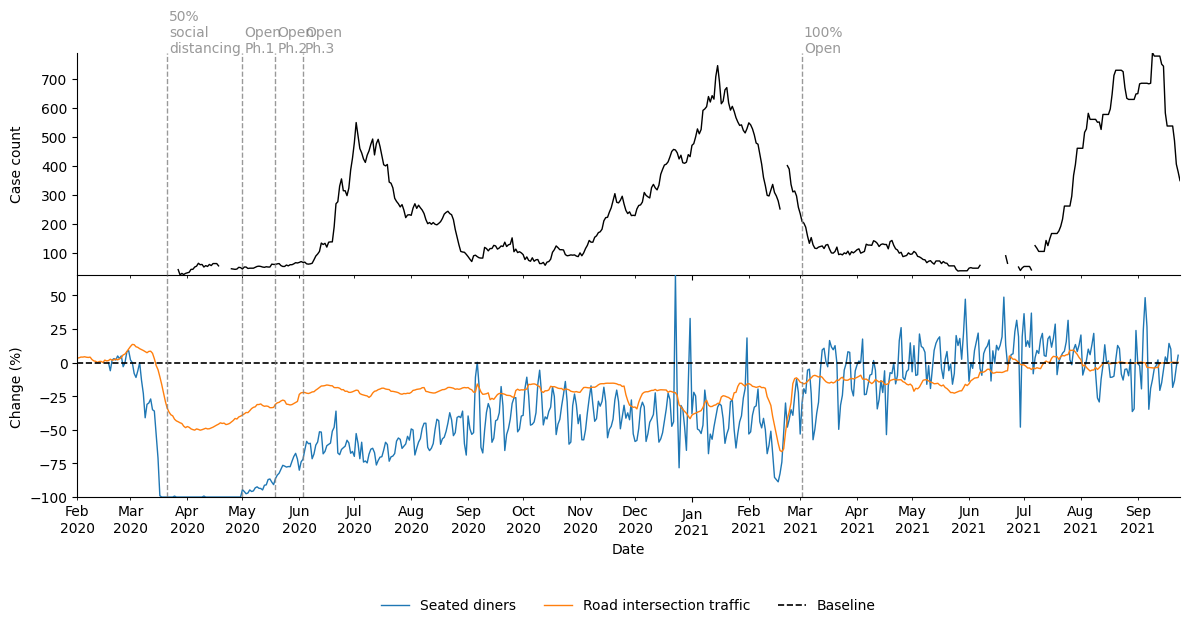 50%
social
distancing
Open
Ph.1
Open
Ph.2
Open
Ph.3
100%
Open
700
600
500
400
300
200
100
Case count
50
25
0
−25
−50
−75
−100
Change (%)
Feb
2020
Mar
2020
Apr
2020
May
2020
Jun
2020
Jul
2020
Aug
2020
Sep
2020
Oct
2020
Nov
2020
Dec
2020
Jan
2021
Feb
2021
Mar
2021
Apr
2021
May
2021
Jun
2021
Jul
2021
Aug
2021
Sep
2021
Date
Seated diners
Road intersection traffic
Baseline